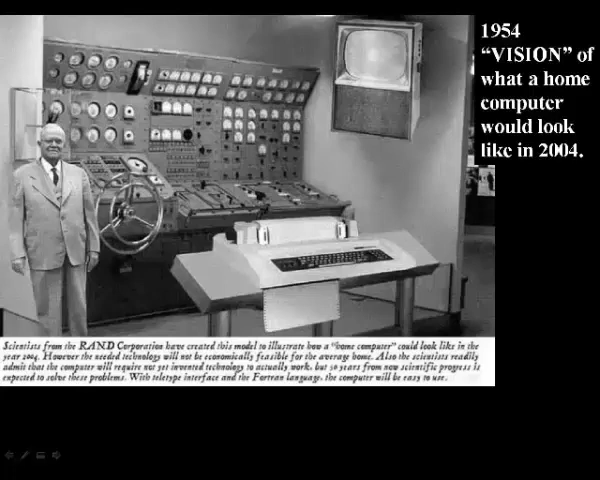 1954
“VISION” of
what a home
computer
would look
like in 2004.
Scientists from the RAND Corporation have created this model to illustrate how a "home computer" could look like in the
year 2004. However the needed technology will not be economically feasible for the average home. Also the scientists readily
admit that the computer will require not yet invented technology to actually work, but 50 years from now scientific progress is
expected to solve these problems. With teletype interface and the Fortran language, the computer will be easy to use.